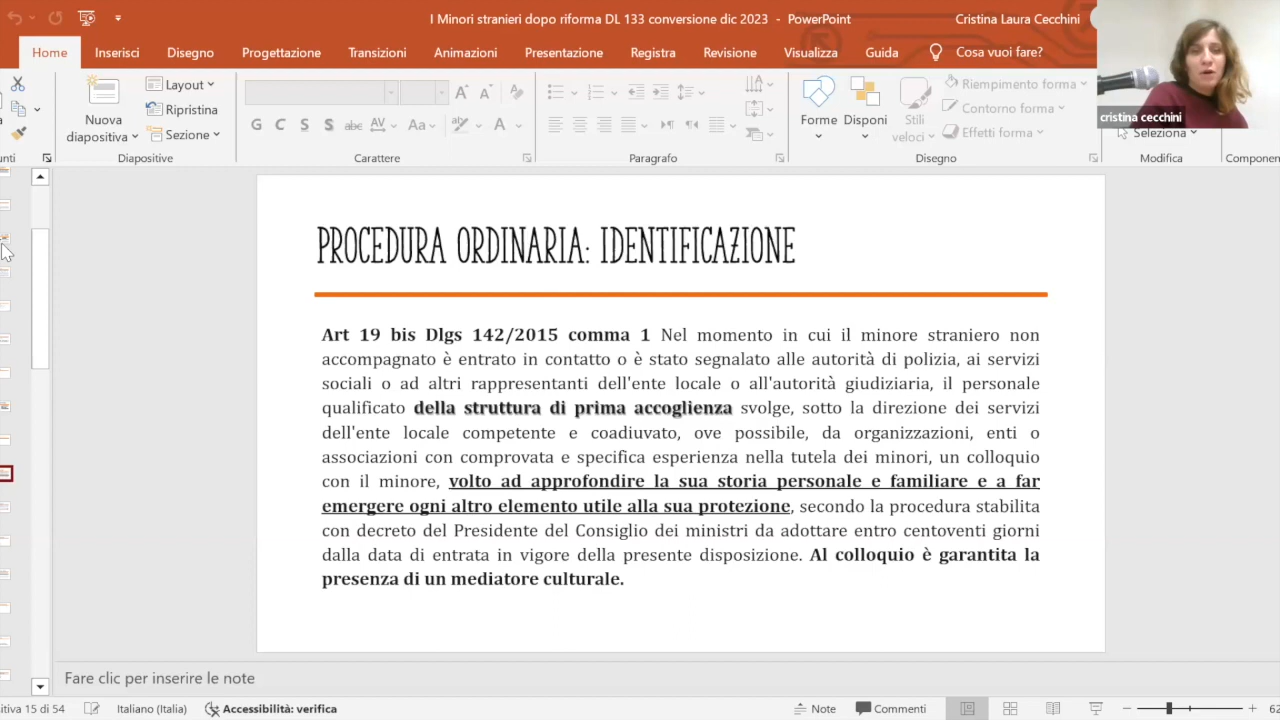 I Minori stranieri dopo riforma DL 133 conversione dic 2023 - PowerPoint
Cristina Laura Cecchini
Home Inserisci Disegno Progettazione Transizioni Animazioni Presentazione Registra Revisione Visualizza Guida Cosa vuoi fare?
Nuova diapositiva
Layout
Ripristina
Sezione
Diapositive
G C S S abc AV Aa A
Carattere
Paragrafo
Forme
Disponi
Stili veloci
Riempimento forma
Contorno forma
Effetti forma
Disegno
cristina cecchini
Seleziona
Modifica
PROCEDURA ORDINARIA: IDENTIFICAZIONE
Art 19 bis Dlgs 142/2015 comma 1 Nel momento in cui il minore straniero non
accompagnato è entrato in contatto o è stato segnalato alle autorità di polizia, ai servizi
sociali o ad altri rappresentanti dell'ente locale o all'autorità giudiziaria, il personale
qualificato della struttura di prima accoglienza svolge, sotto la direzione dei servizi
dell'ente locale competente e coadiuvato, ove possibile, da organizzazioni, enti o
associazioni con comprovata e specifica esperienza nella tutela dei minori, un colloquio
con il minore, volto ad approfondire la sua storia personale e familiare e a far
emergere ogni altro elemento utile alla sua protezione, secondo la procedura stabilita
con decreto del Presidente del Consiglio dei ministri da adottare entro centoventi giorni
dalla data di entrata in vigore della presente disposizione. Al colloquio è garantita la
presenza di un mediatore culturale.
Fare clic per inserire le note
15 di 54 Italiano (Italia) Accessibilità: verifica Note Commenti